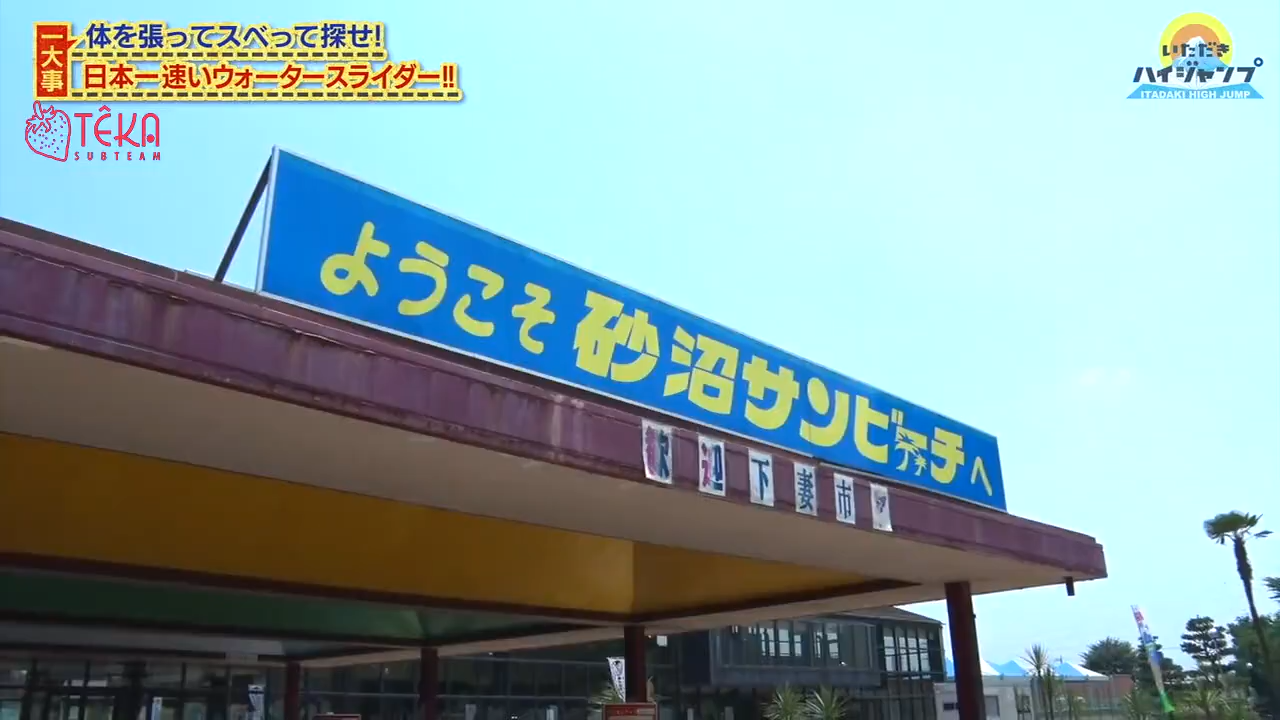 一大事
体を張ってスベって探せ!
日本一速いウォータースライダー!!
いただき
ハイジャンプ
ITADAKI HIGH JUMP
TÊKA
SUBTEAM
ようこそ砂沼サンビーチへ
歓迎下妻市